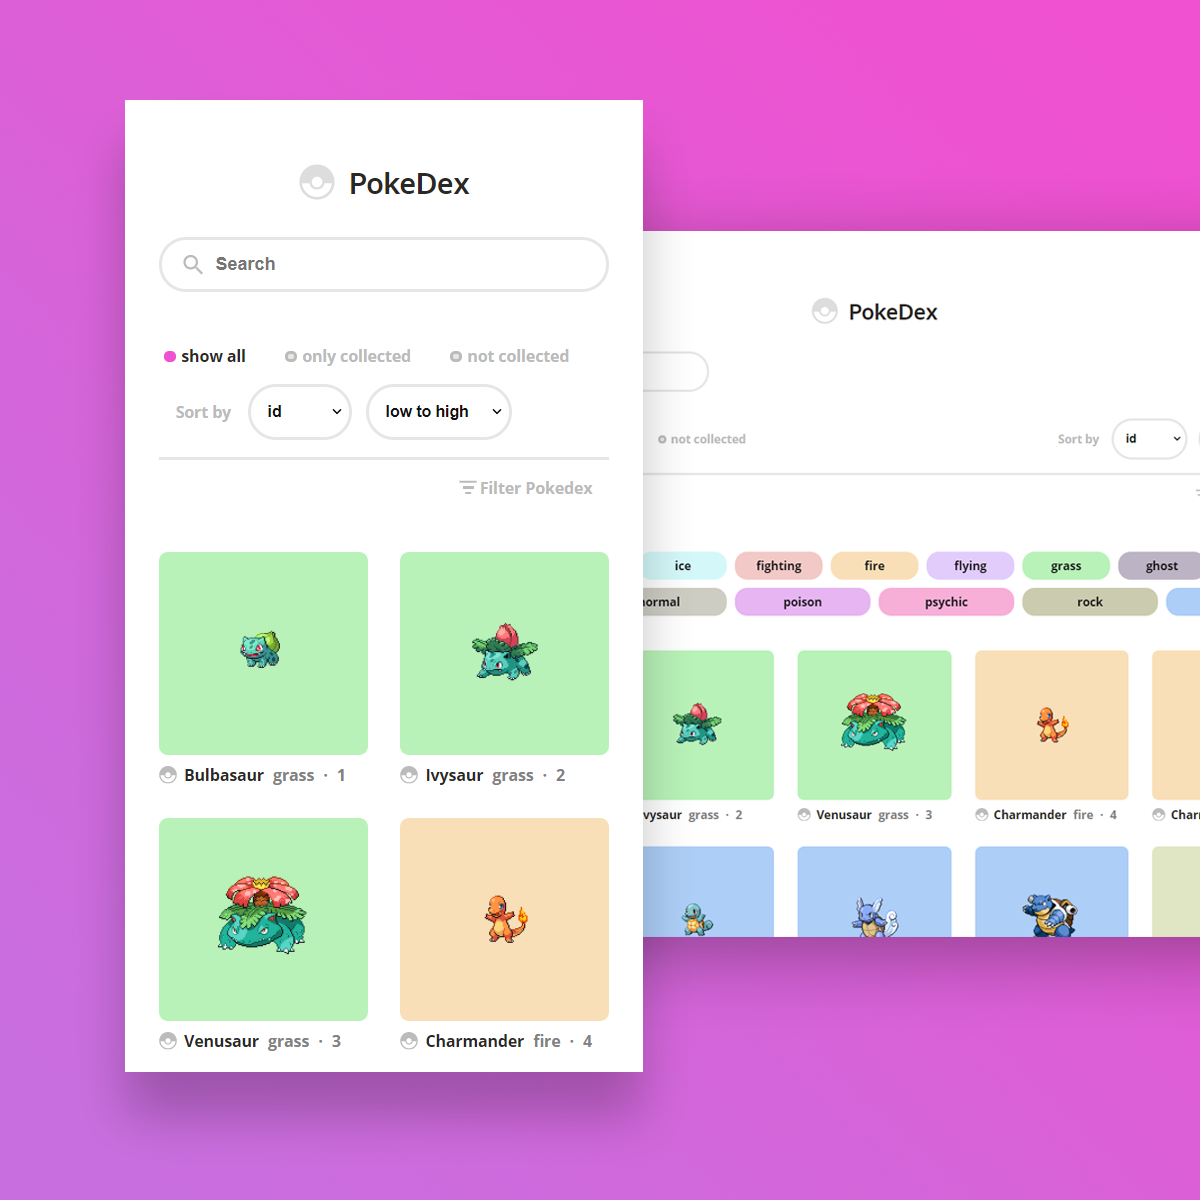 PokeDex
Search
show all only collected not collected
Sort by id low to high
Filter Pokedex
Bulbasaur grass · 1
Ivysaur grass · 2
Venusaur grass · 3
Charmander fire · 4
PokeDex
not collected
Sort by id
ice fighting fire flying grass ghost
ormal poison psychic rock
vysaur grass · 2
Venusaur grass · 3
Charmander fire · 4
Char